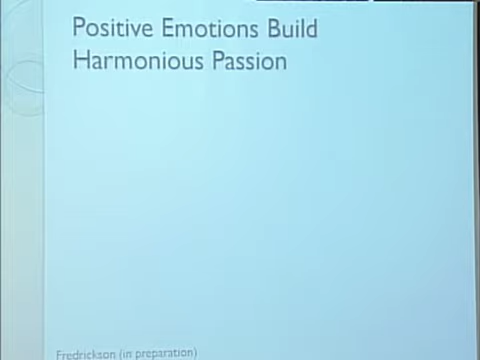 Positive Emotions Build
Harmonious Passion
Fredrickson (in preparation)